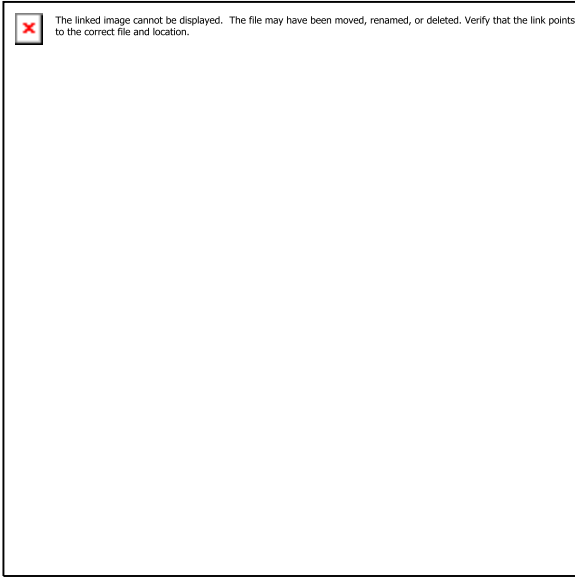 The linked image cannot be displayed.  The file may have been moved, renamed, or deleted. Verify that the link points
to the correct file and location.